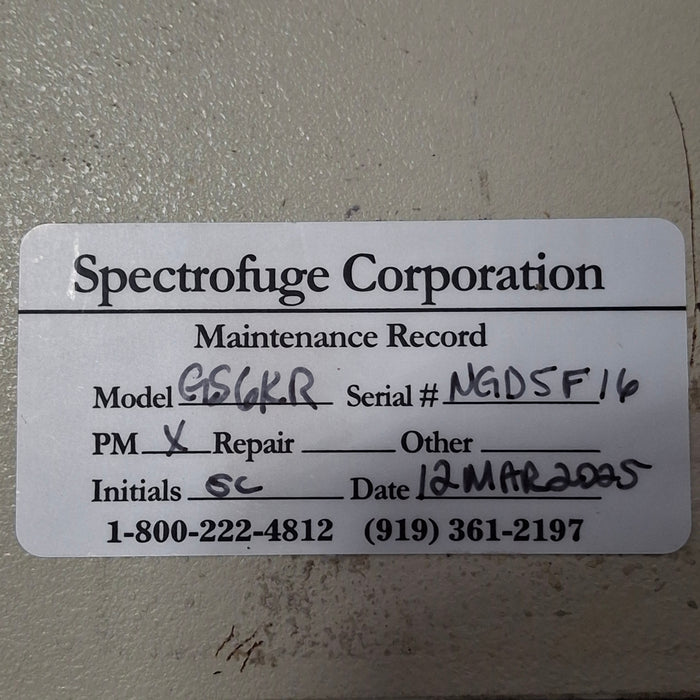 Spectrofuge Corporation
Maintenance Record
Model GS6KR Serial # NGD5F16
PM X Repair Other
Initials SC Date 12MAR2025
1-800-222-4812 (919) 361-2197